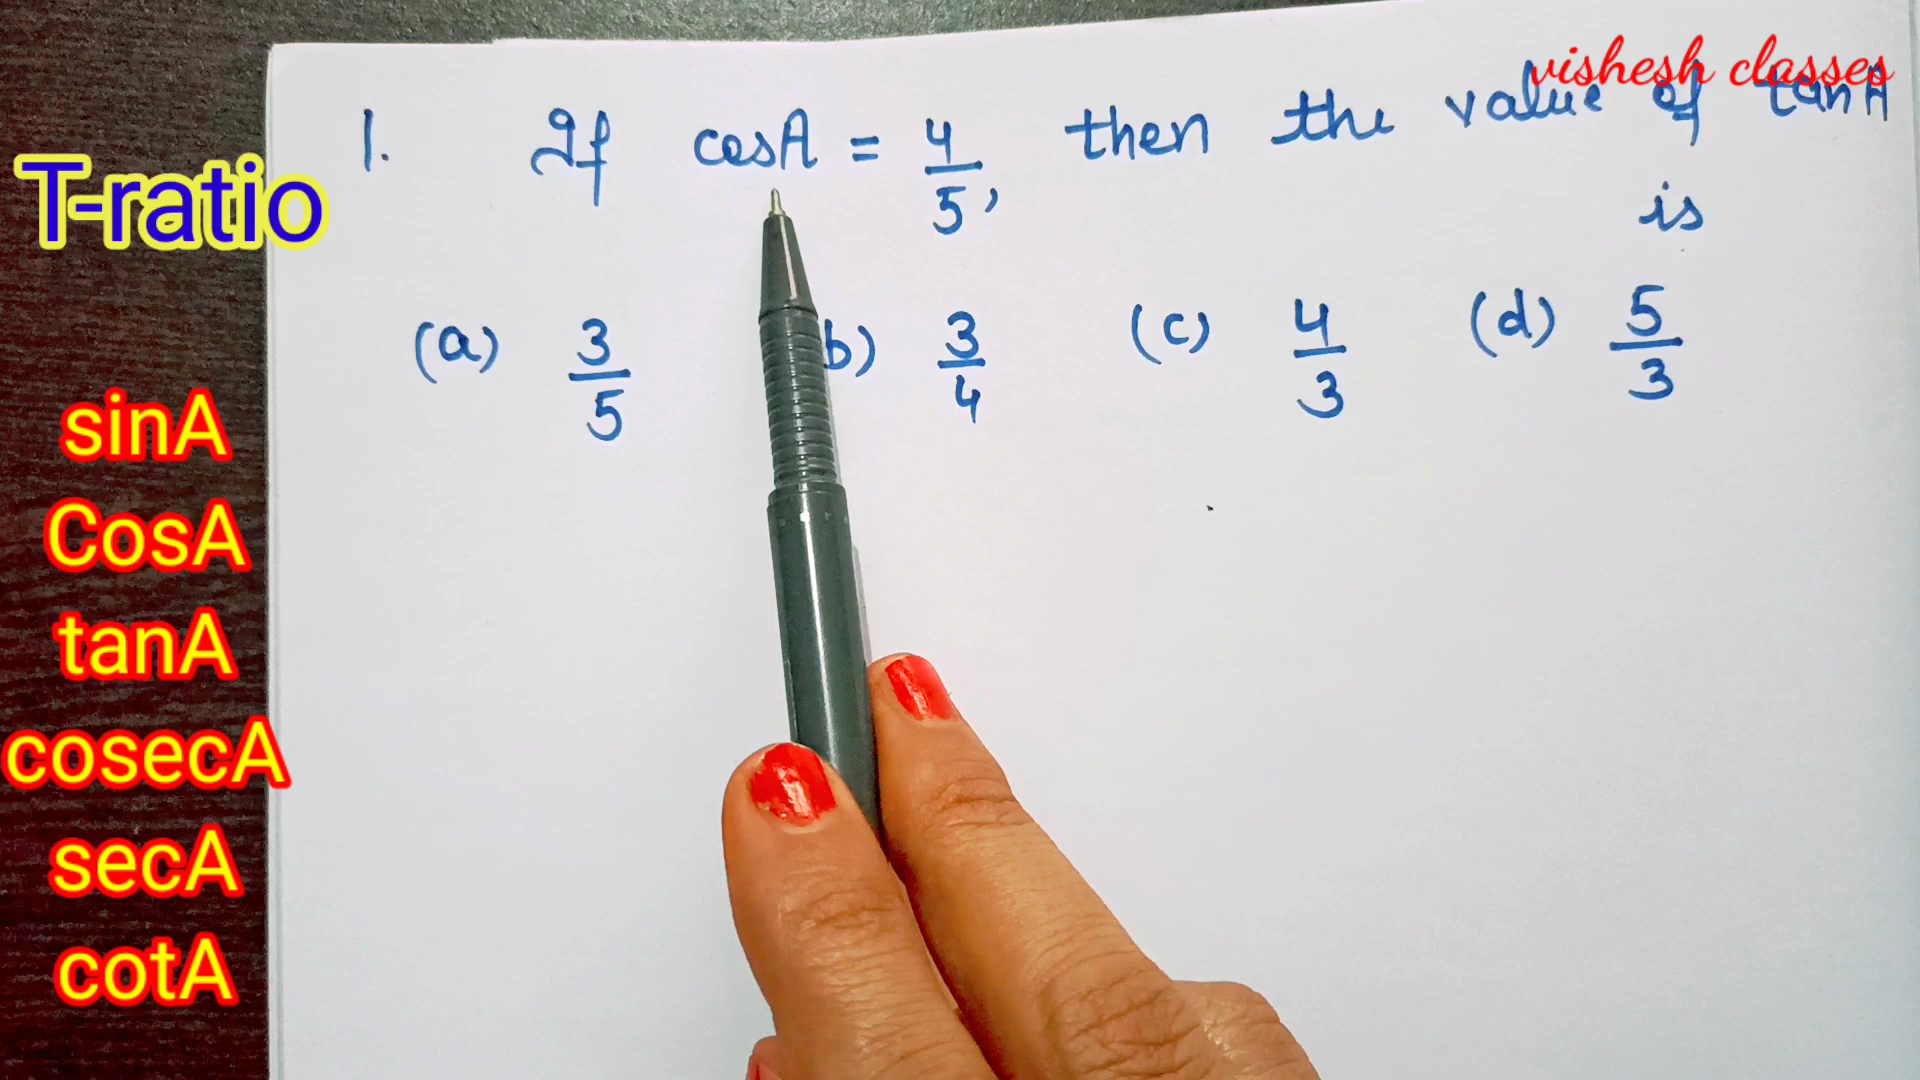 vishesh classes
1. If cosA = 4/5, then the value of tanA
is
(a) 3/5 b) 3/4 (c) 4/3 (d) 5/3
T-ratio
sinA
CosA
tanA
cosecA
secA
cotA